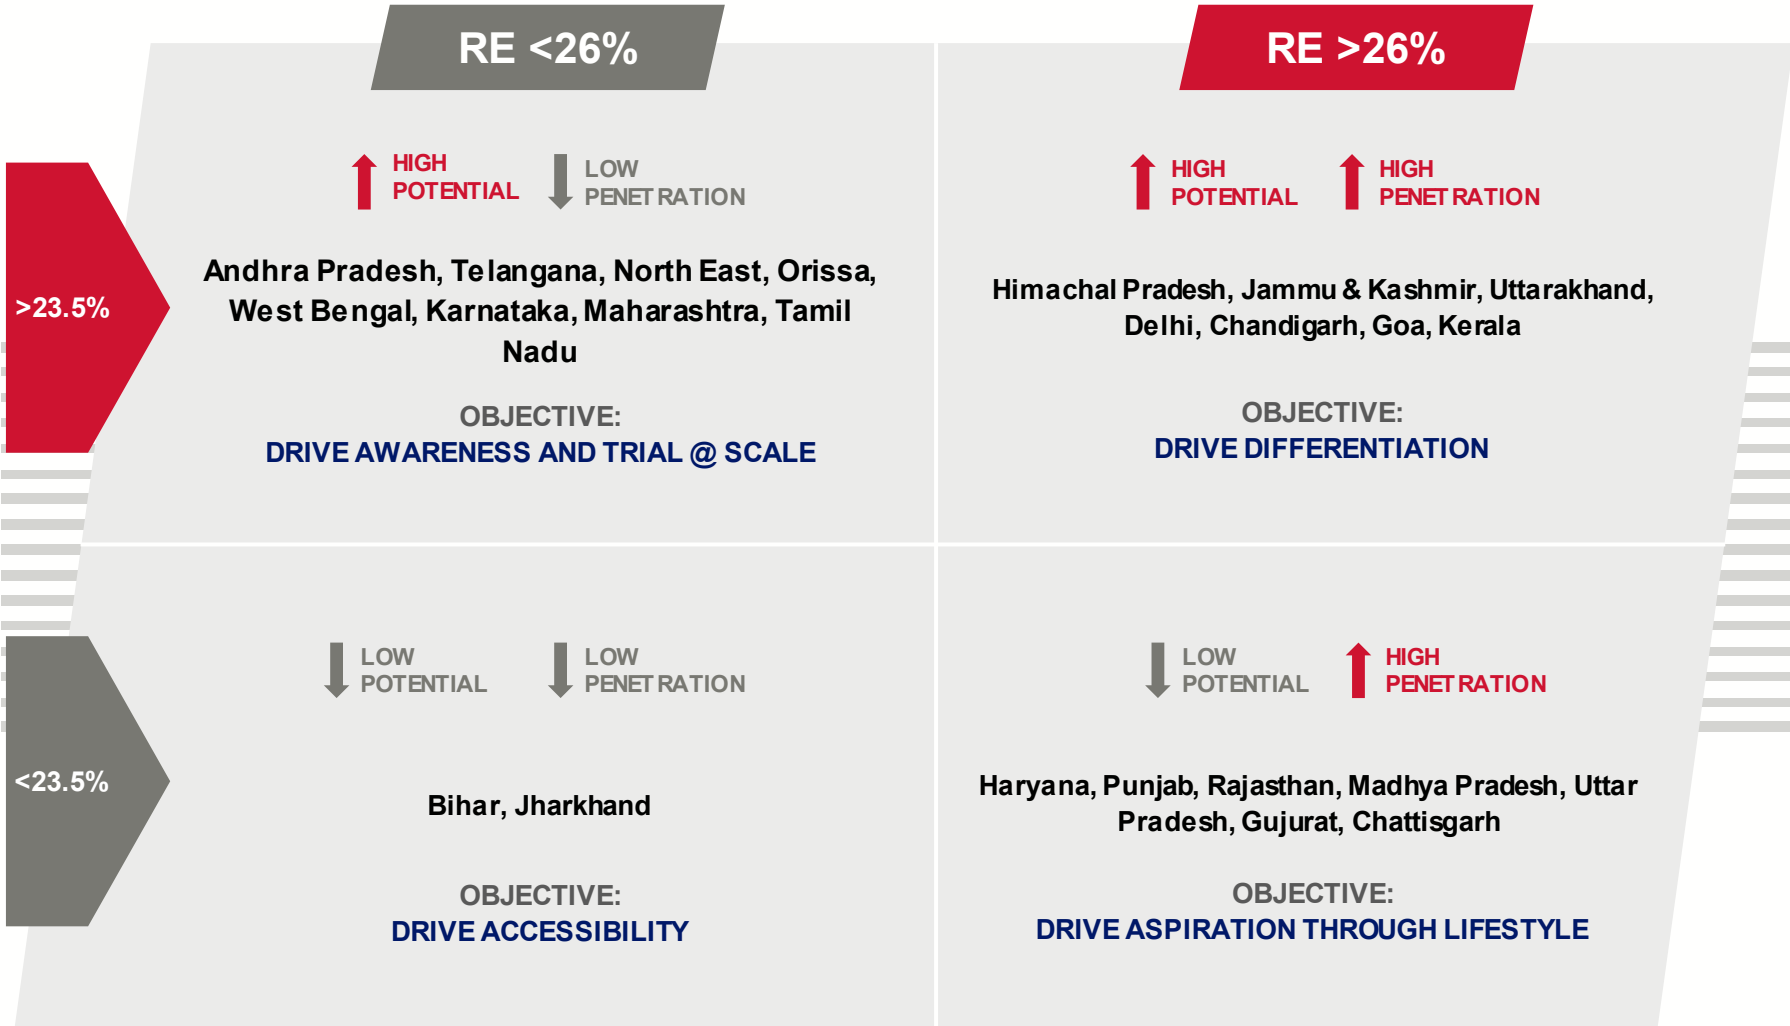 RE <26%
RE >26%
>23.5%
HIGH
POTENTIAL
LOW
PENETRATION
Andhra Pradesh, Telangana, North East, Orissa,
West Bengal, Karnataka, Maharashtra, Tamil
Nadu
OBJECTIVE:
DRIVE AWARENESS AND TRIAL @ SCALE
HIGH
POTENTIAL
HIGH
PENETRATION
Himachal Pradesh, Jammu & Kashmir, Uttarakhand,
Delhi, Chandigarh, Goa, Kerala
OBJECTIVE:
DRIVE DIFFERENTIATION
<23.5%
LOW
POTENTIAL
LOW
PENETRATION
Bihar, Jharkhand
OBJECTIVE:
DRIVE ACCESSIBILITY
LOW
POTENTIAL
HIGH
PENETRATION
Haryana, Punjab, Rajasthan, Madhya Pradesh, Uttar
Pradesh, Gujurat, Chattisgarh
OBJECTIVE:
DRIVE ASPIRATION THROUGH LIFESTYLE